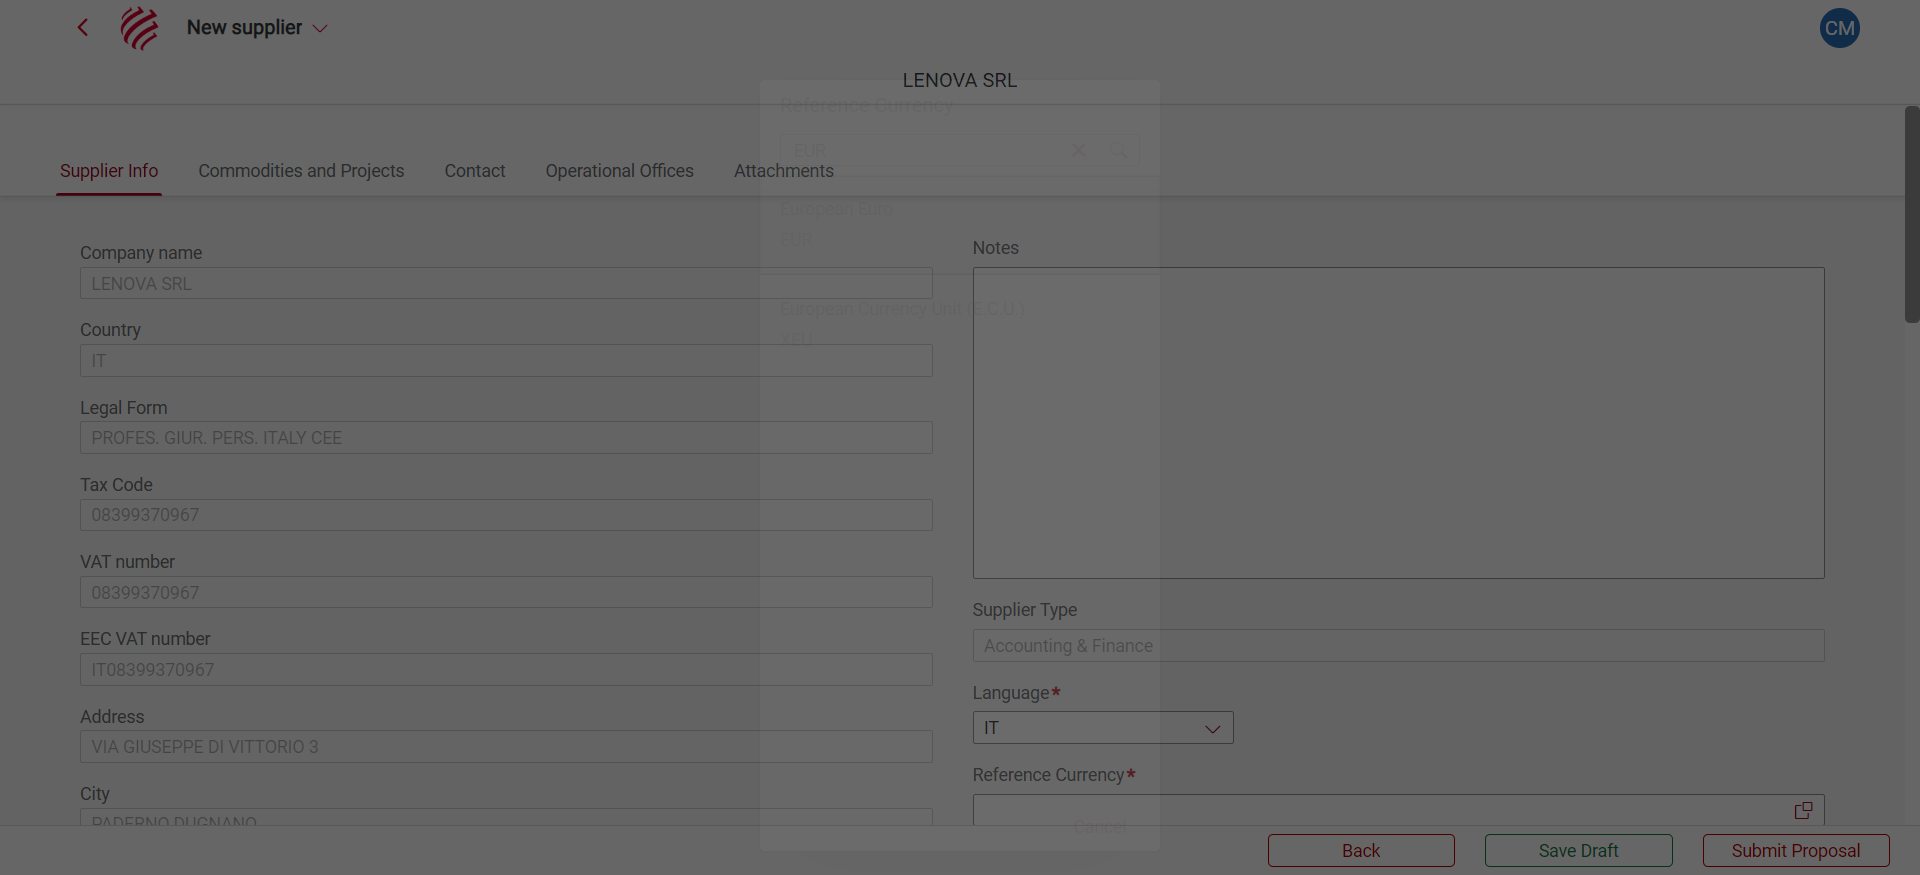 New supplier
CM
LENOVA SRL
Reference Currency
EUR
Supplier Info
Commodities and Projects
Contact
Operational Offices
Attachments
European Euro
EUR
European Currency Unit (E.C.U.)
XEU
Company name
LENOVA SRL
Country
IT
Legal Form
PROFES. GIUR. PERS. ITALY CEE
Tax Code
08399370967
VAT number
08399370967
EEC VAT number
IT08399370967
Address
VIA GIUSEPPE DI VITTORIO 3
City
PADERNO DUGNANO
Notes
Supplier Type
Accounting & Finance
Language*
IT
Reference Currency*
Cancel
Back
Save Draft
Submit Proposal